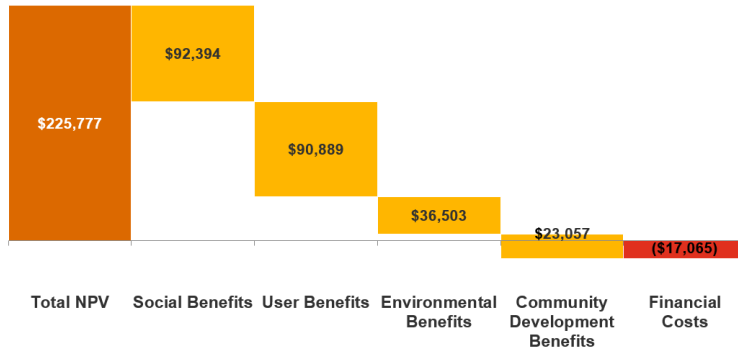 $92,394
$225,777
$90,889
$36,503
$23,057
($17,065)
Total NPV
Social Benefits
User Benefits
Environmental
Benefits
Community
Development
Benefits
Financial
Costs